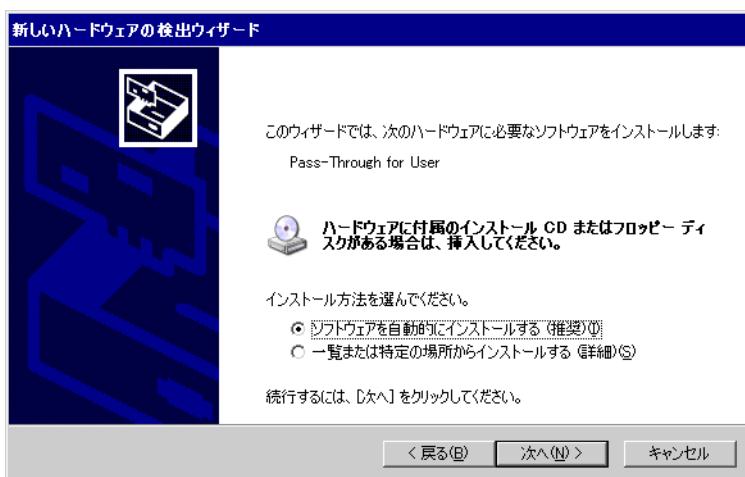 新しいハードウェアの検出ウィザード
このウィザードでは、次のハードウェアに必要なソフトウェアをインストールします:
Pass-Through for User
ハードウェアに付属のインストール CD またはフロッピー ディ
スクがある場合は、挿入してください。
インストール方法を選んでください。
ソフトウェアを自動的にインストールする (推奨)(I)
一覧または特定の場所からインストールする (詳細)(S)
続行するには、[次へ] をクリックしてください。
< 戻る(B) 次へ(N) > キャンセル